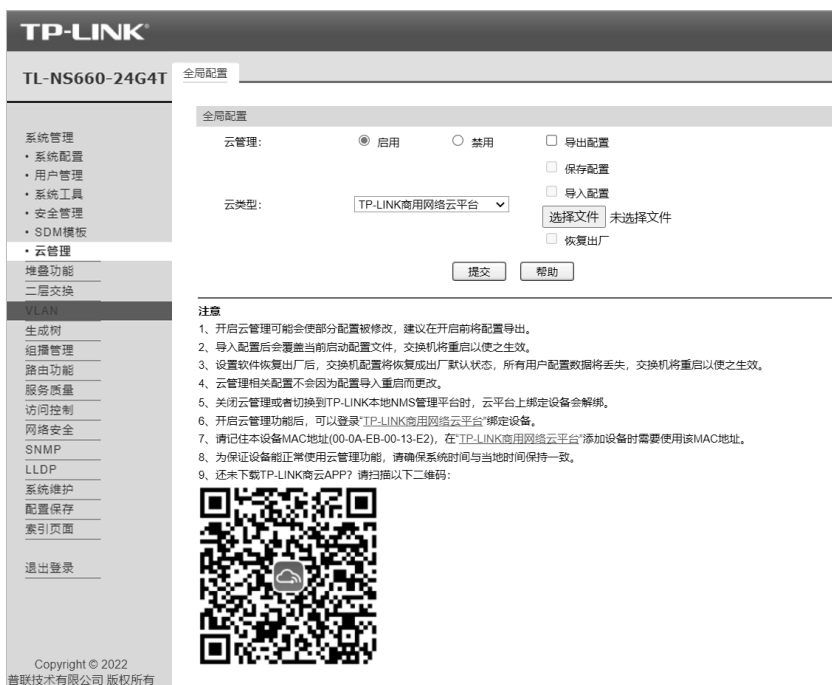 TP-LINK®
TL-NS660-24G4T
全局配置
系统管理
• 系统配置
• 用户管理
• 系统工具
• 安全管理
• SDM模板
• 云管理
堆叠功能
二层交换
VLAN
生成树
组播管理
路由功能
服务质量
访问控制
网络安全
SNMP
LLDP
系统维护
配置保存
索引页面
退出登录
Copyright © 2022
普联技术有限公司 版权所有
全局配置
云管理: 启用 禁用 导出配置
保存配置
导入配置
云类型: TP-LINK商用网络云平台
选择文件 未选择文件
恢复出厂
提交 帮助
注意
1、开启云管理可能会使部分配置被修改，建议在开启前将配置导出。
2、导入配置后会覆盖当前启动配置文件，交换机将重启以使之生效。
3、设置软件恢复出厂后，交换机配置将恢复成出厂默认状态，所有用户配置数据将丢失，交换机将重启以使之生效。
4、云管理相关配置不会因为配置导入重启而更改。
5、关闭云管理或者切换到TP-LINK本地NMS管理平台时，云平台上绑定设备会解绑。
6、开启云管理功能后，可以登录“TP-LINK商用网络云平台”绑定设备。
7、请记住本设备MAC地址(00-0A-EB-00-13-E2)，在“TP-LINK商用网络云平台”添加设备时需要使用该MAC地址。
8、为保证设备能正常使用云管理功能，请确保系统时间与当地时间保持一致。
9、还未下载TP-LINK商云APP？请扫描以下二维码：